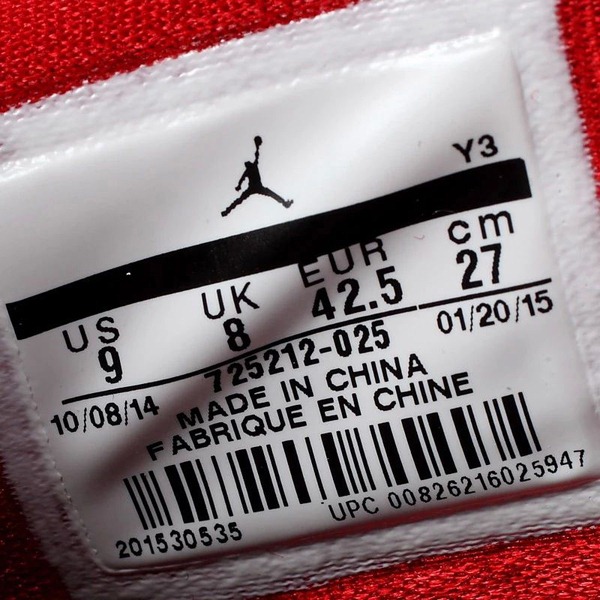 Y3
US UK EUR cm
9 8 42.5 27
725212-025
10/08/14 01/20/15
MADE IN CHINA
FABRIQUE EN CHINE
201530535 UPC 00826216025947